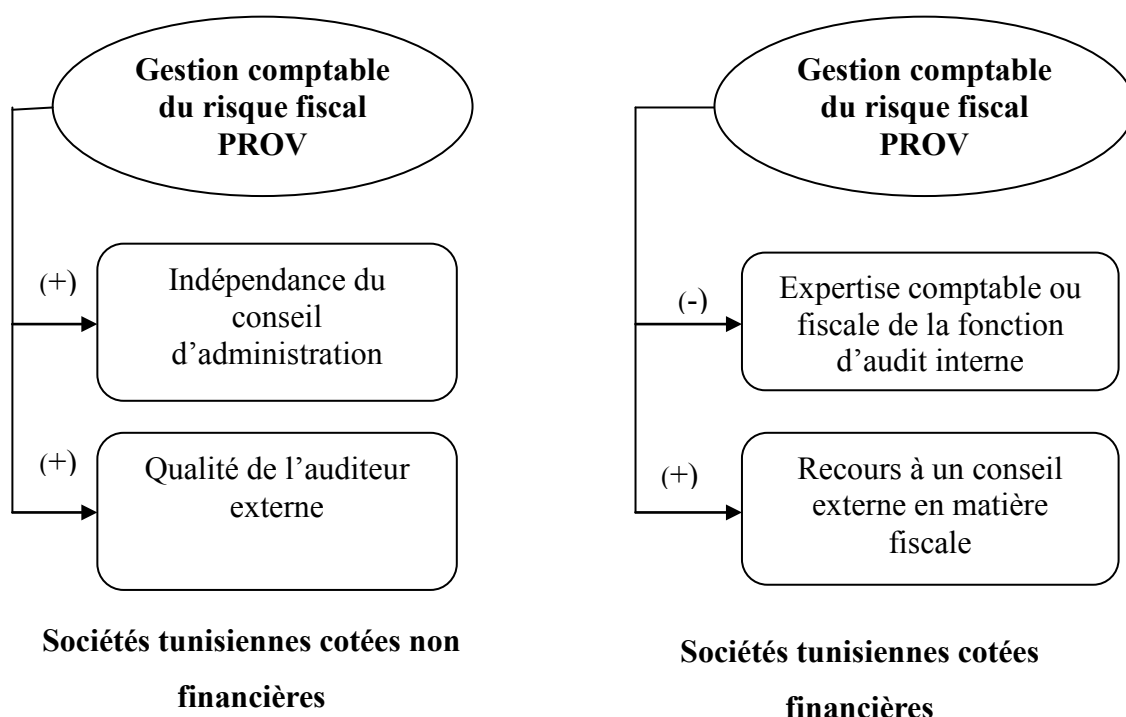 Gestion comptable
du risque fiscal
PROV
(+)
Indépendance du
conseil
d’administration
(+)
Qualité de l’auditeur
externe
Sociétés tunisiennes cotées non
financières
Gestion comptable
du risque fiscal
PROV
(-)
Expertise comptable ou
fiscale de la fonction
d’audit interne
(+)
Recours à un conseil
externe en matière
fiscale
Sociétés tunisiennes cotées
financières